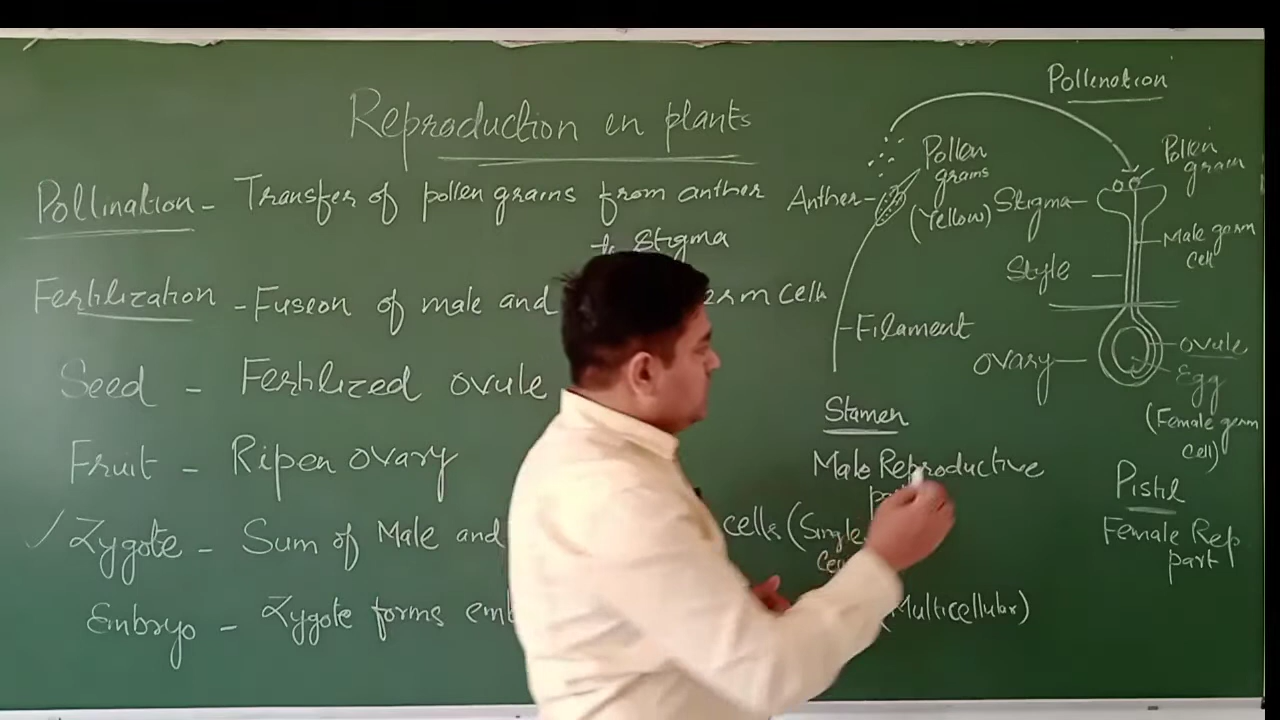 Pollenation
Reproduction in plants
Pollination - Transfer of pollen grains from anther
to Stigma
Fertilization - Fusion of male and
erm cells
Seed - Fertilized ovule
Fruit - Ripen ovary
✓ Zygote - Sum of Male and
cells (Single
Embryo - Zygote forms
(Multicellular)
Pollen
grains
(Yellow)
Anther
Filament
Stamen
Male Reproductive
Pollen
grain
Stigma
Male germ
cell
Style
Ovary
Ovule
Egg
(Female germ
cell)
Pistil
Female Rep
part